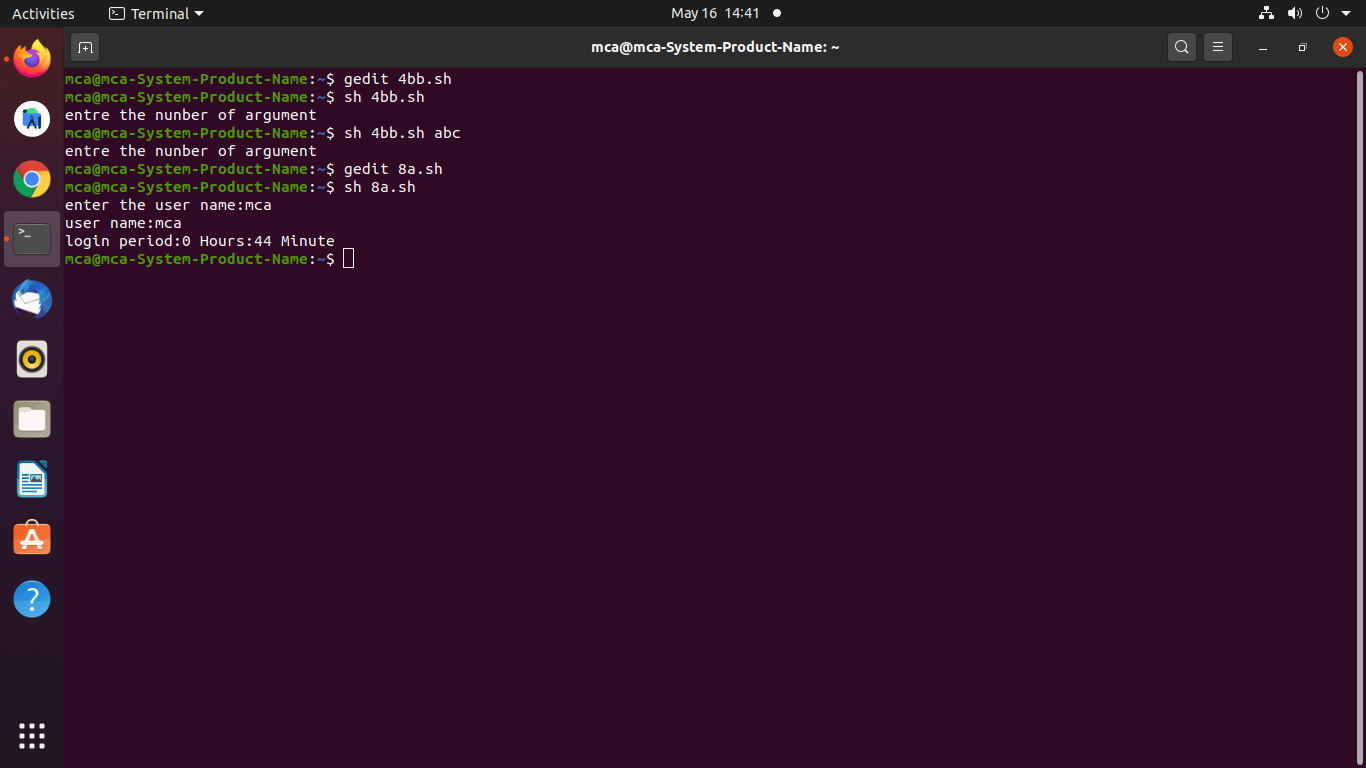 Activities
Terminal
May 16 14:41
mca@mca-System-Product-Name: ~
mca@mca-System-Product-Name:~$ gedit 4bb.sh
mca@mca-System-Product-Name:~$ sh 4bb.sh
entre the nunber of argument
mca@mca-System-Product-Name:~$ sh 4bb.sh abc
entre the nunber of argument
mca@mca-System-Product-Name:~$ gedit 8a.sh
mca@mca-System-Product-Name:~$ sh 8a.sh
enter the user name:mca
user name:mca
login period:0 Hours:44 Minute
mca@mca-System-Product-Name:~$